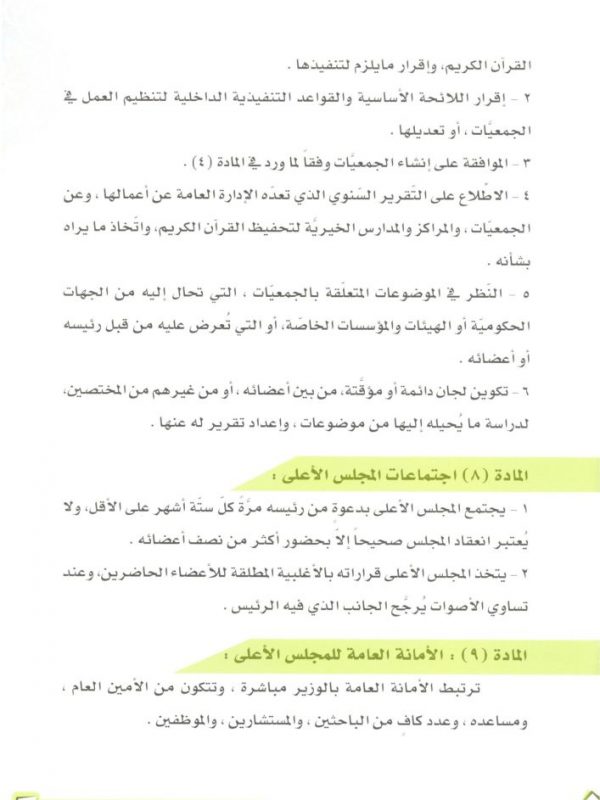 القرآن الكريم، وإقرار مايلزم لتنفيذها .
٢ - إقرار اللائحة الأساسية والقواعد التنفيذية الداخلية لتنظيم العمل في
الجمعيَّات ، أو تعديلها .
٣ - الموافقة على إنشاء الجمعيَّات وفقاً لما ورد في المادة (٤) .
٤ - الاطّلاع على التَقرير السَنوي الذي تعدّه الإدارة العامة عن أعمالها ، وعن
الجمعيَات ، والمراكز والمدارس الخيريَّة لتحفيظ القرآن الكريم، واتّخاذ ما يراه
بشأنه .
٥ - النَظر في الموضوعات المتعلّقة بالجمعيَات ، التي تحال إليه من الجهات
الحكوميَة أو الهيئات والمؤسسات الخاصَة، أو التي تُعرض عليه من قبل رئيسه
أو أعضائه .
٦ - تكوين لجان دائمة أو مؤقَّتة، من بين أعضائه ، أو من غيرهم من المختصين،
لدراسة ما يُحيله إليها من موضوعات ، وإعداد تقرير له عنها .
المادة (٨) اجتماعات المجلس الأعلى :
١ - يجتمع المجلس الأعلى بدعوةٍ من رئيسه مرَّةً كلّ ستَّة أشهر على الأقل، ولا
يُعتبر انعقاد المجلس صحيحاً إلاَّ بحضور أكثر من نصف أعضائه .
٢ - يتخذ المجلس الأعلى قراراته بالأغلبية المطلقة للأعضاء الحاضرين، وعند
تساوي الأصوات يُرجَّح الجانب الذي فيه الرئيس .
المادة (٩) : الأمانة العامة للمجلس الأعلى :
ترتبط الأمانة العامة بالوزير مباشرة ، وتتكون من الأمين العام ،
ومساعده ، وعدد كافٍ من الباحثين ، والمستشارين ، والموظفين .